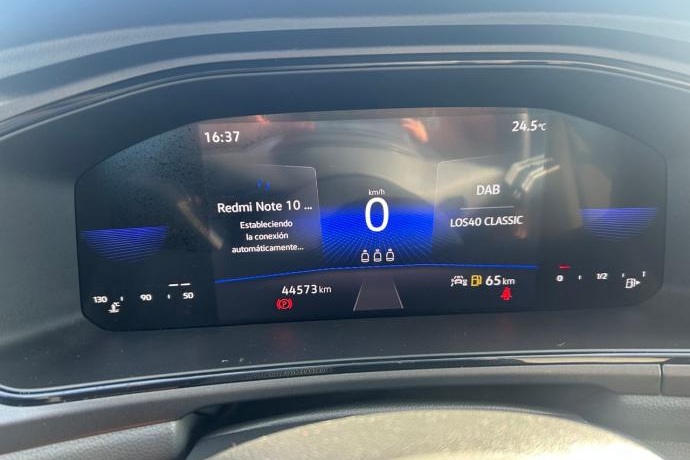 16:37
24.5°C
Redmi Note 10 ...
Estableciendo
la conexión
automáticamente...
km/h
0
DAB
LOS40 CLASSIC
44573 km
65 km
130 90 50
0 1/2 1
P